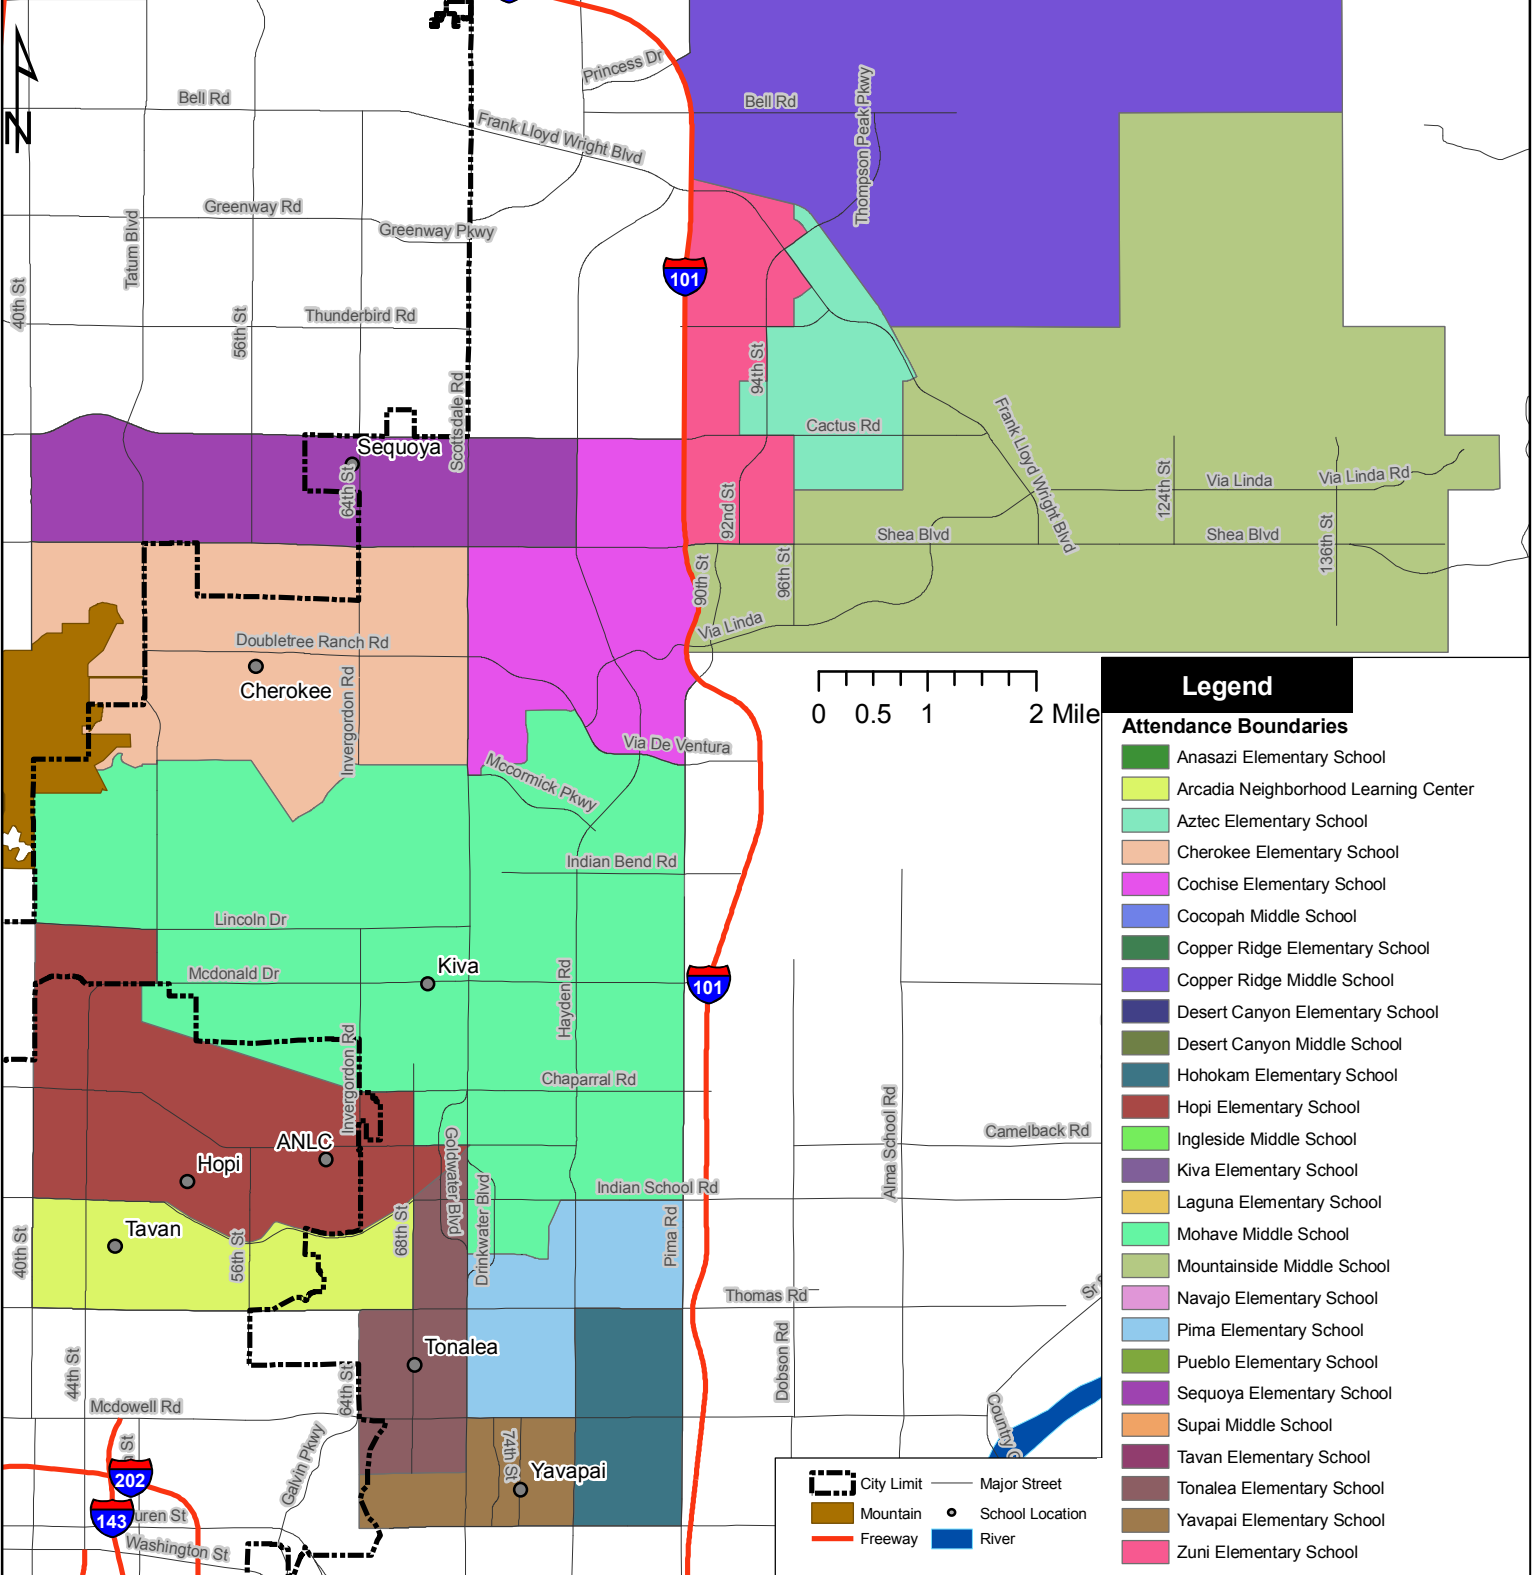 Princess Dr
Bell Rd
Bell Rd
Thompson Peak Pkwy
Frank Lloyd Wright Blvd
N
Greenway Rd
Greenway Pkwy
Tatum Blvd
40th St
101
56th St
Thunderbird Rd
94th St
Scottsdale Rd
Cactus Rd
Frank Lloyd Wright Blvd
Sequoya
64th St
92nd St
124th St
Via Linda
Via Linda Rd
Shea Blvd
Shea Blvd
136th St
90th St
96th St
Via Linda
Doubletree Ranch Rd
Cherokee
Invergordon Rd
Via De Ventura
Mccormick Pkwy
0 0.5 1 2 Mile
Indian Bend Rd
Lincoln Dr
Mcdonald Dr
Kiva
Hayden Rd
101
Invergordon Rd
Chaparral Rd
Alma School Rd
Camelback Rd
ANLC
Hopi
Goldwater Blvd
Drinkwater Blvd
Indian School Rd
Pima Rd
68th St
Tavan
40th St
56th St
Thomas Rd
Dobson Rd
Tonalea
44th St
64th St
Mcdowell Rd
Country
Galvin Pkwy
74th St
Yavapai
St
202
143
uren St
Washington St
Legend
Attendance Boundaries
Anasazi Elementary School
Arcadia Neighborhood Learning Center
Aztec Elementary School
Cherokee Elementary School
Cochise Elementary School
Cocopah Middle School
Copper Ridge Elementary School
Copper Ridge Middle School
Desert Canyon Elementary School
Desert Canyon Middle School
Hohokam Elementary School
Hopi Elementary School
Ingleside Middle School
Kiva Elementary School
Laguna Elementary School
Mohave Middle School
Mountainside Middle School
Navajo Elementary School
Pima Elementary School
Pueblo Elementary School
Sequoya Elementary School
Supai Middle School
Tavan Elementary School
Tonalea Elementary School
Yavapai Elementary School
Zuni Elementary School
City Limit
Major Street
Mountain
School Location
Freeway
River